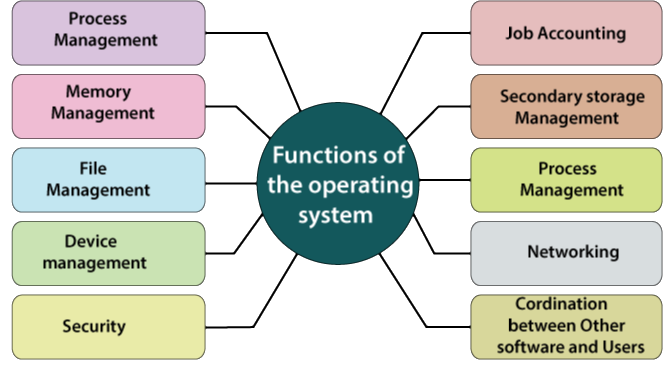 Process
Management
Memory
Management
File
Management
Device
management
Security
Functions of
the operating
system
Job Accounting
Secondary storage
Management
Process
Management
Networking
Cordination
between Other
software and Users